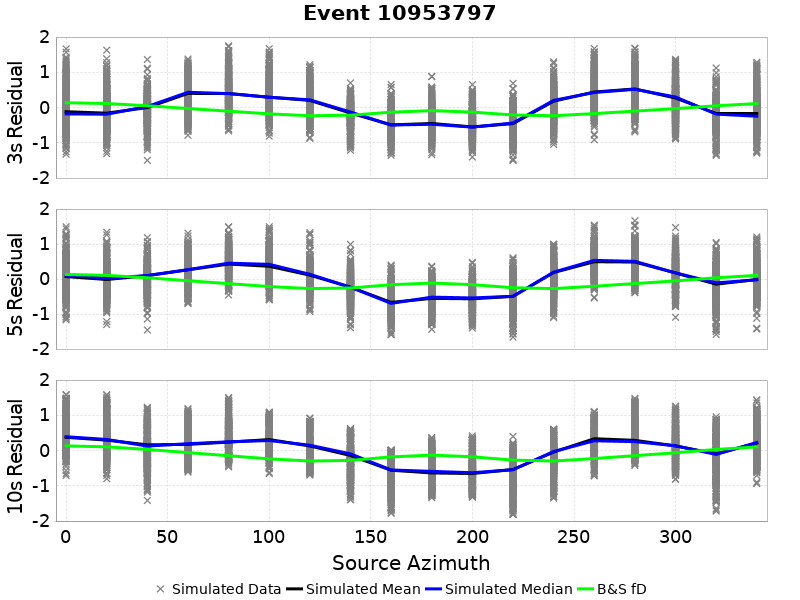 Event 10953797
3s Residual
2
1
0
-1
-2
5s Residual
2
1
0
-1
-2
10s Residual
2
1
0
-1
-2
0 50 100 150 200 250 300
Source Azimuth
Simulated Data Simulated Mean Simulated Median B&S fD